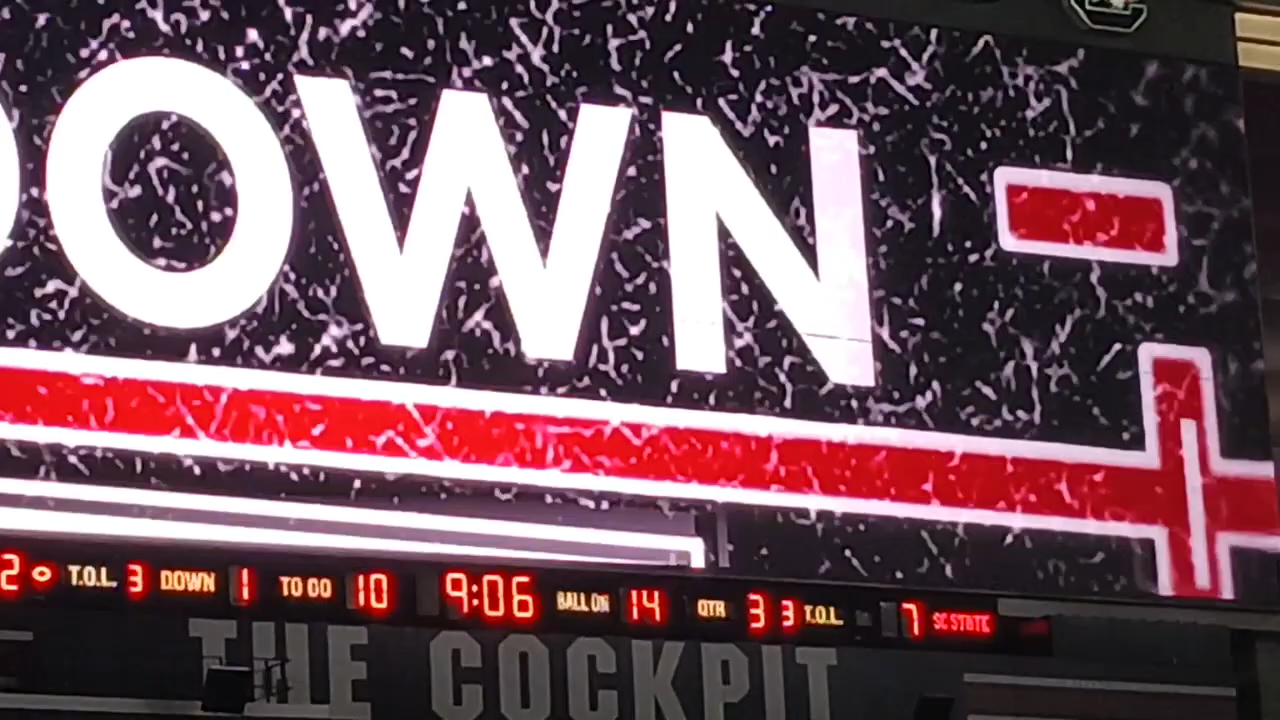 OWN
2 T.O.L. 3 DOWN 1 TO GO 10 9:06 BALL ON 14 QTR 3 3 T.O.L. 7 SC STATE
THE COCKPIT